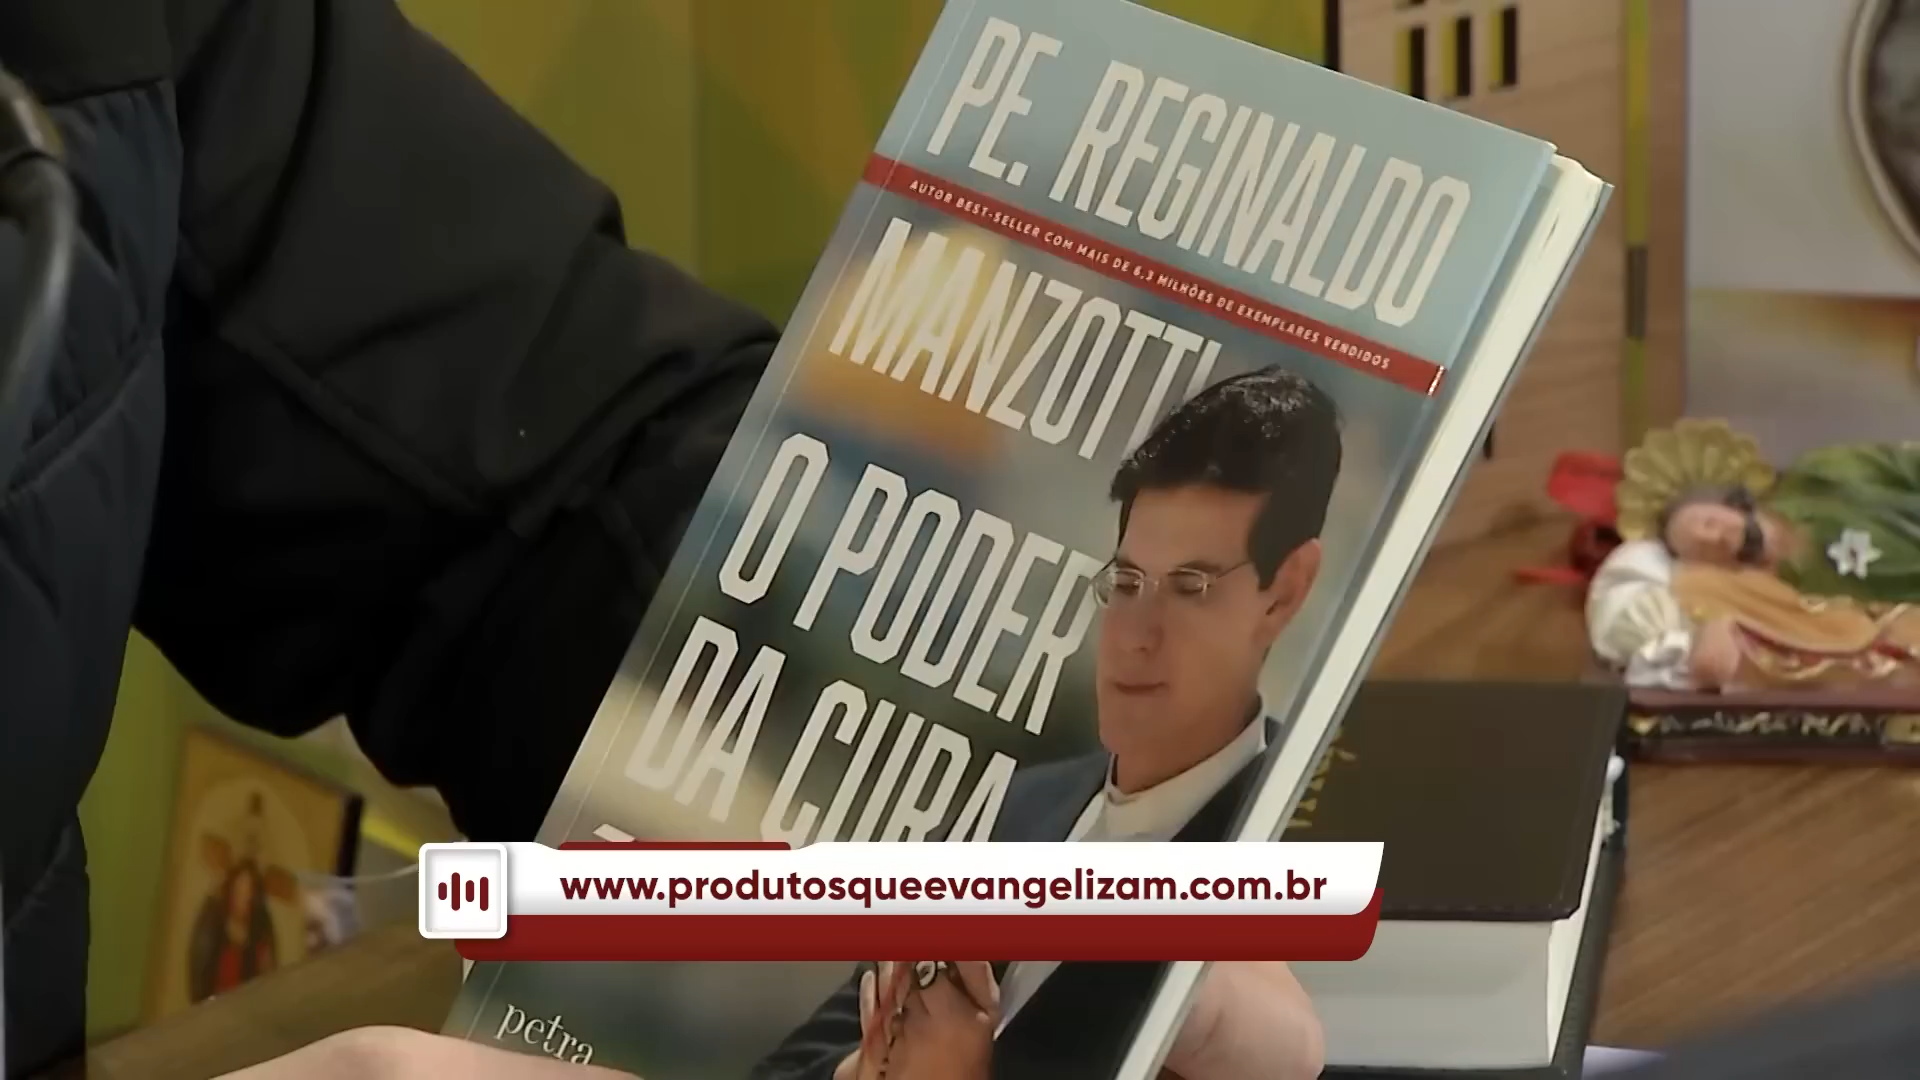 PE. REGINALDO
AUTOR BEST-SELLER COM MAIS DE 6,3 MILHÕES DE EXEMPLARES VENDIDOS
MANZOTTI
O PODER
DA CURA
www.produtosqueevangelizam.com.br
petra